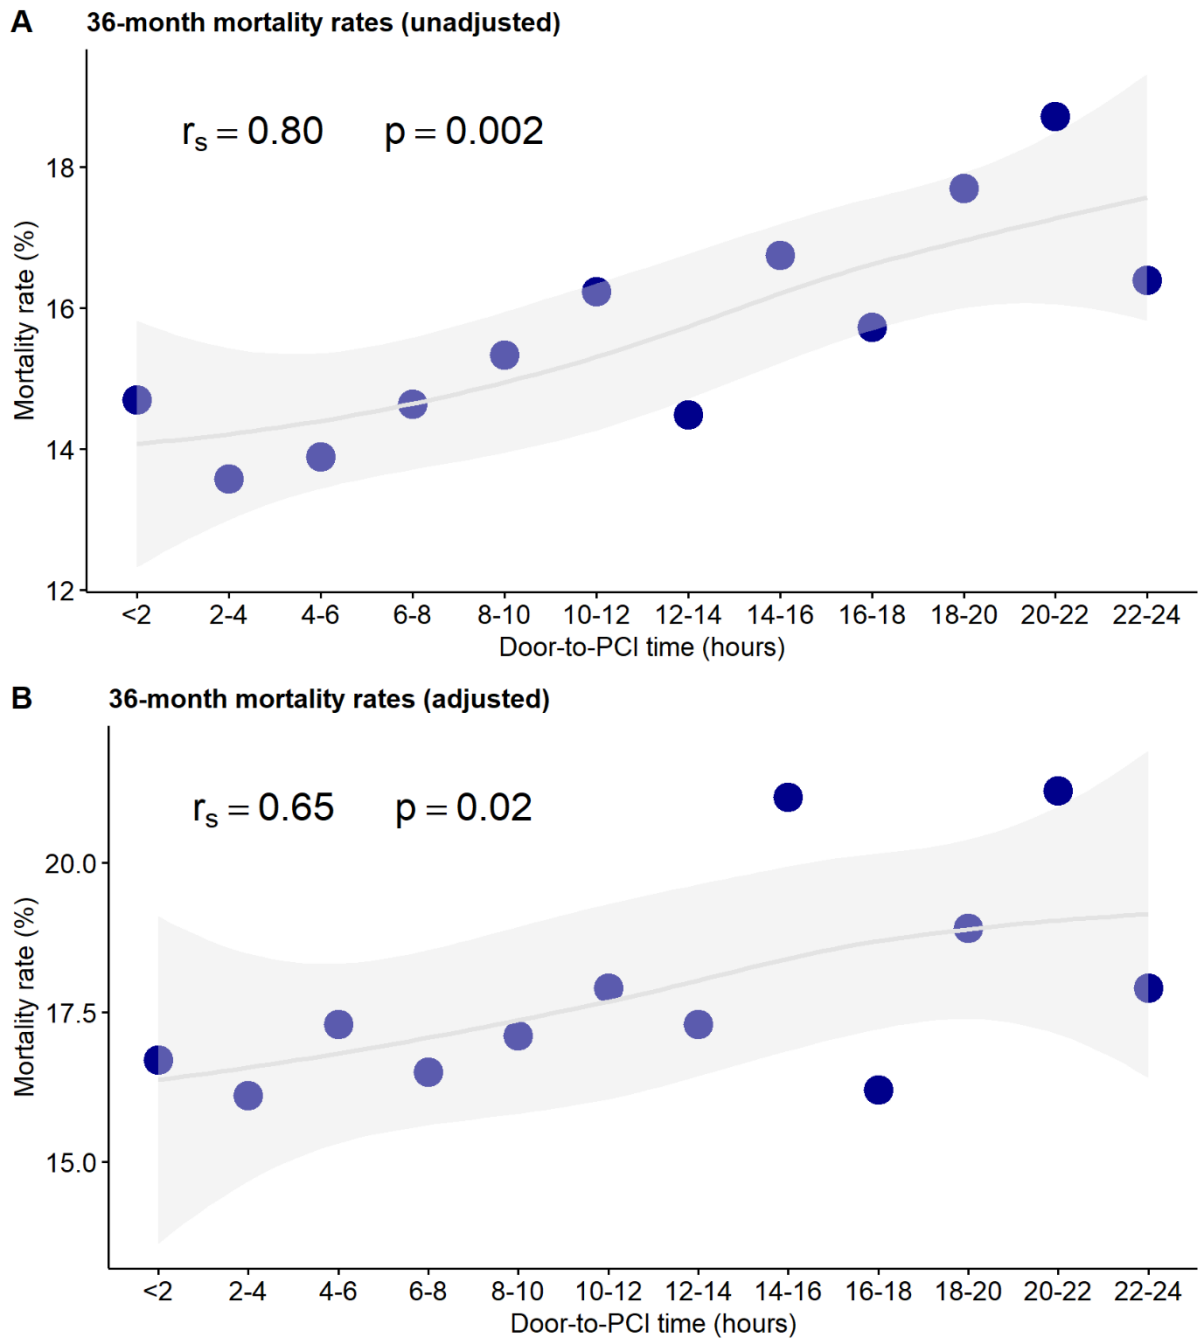 A 36-month mortality rates (unadjusted)
rs = 0.80 p = 0.002
Mortality rate (%)
18
16
14
12
<2 2-4 4-6 6-8 8-10 10-12 12-14 14-16 16-18 18-20 20-22 22-24
Door-to-PCI time (hours)
B 36-month mortality rates (adjusted)
rs = 0.65 p = 0.02
Mortality rate (%)
20.0
17.5
15.0
<2 2-4 4-6 6-8 8-10 10-12 12-14 14-16 16-18 18-20 20-22 22-24
Door-to-PCI time (hours)